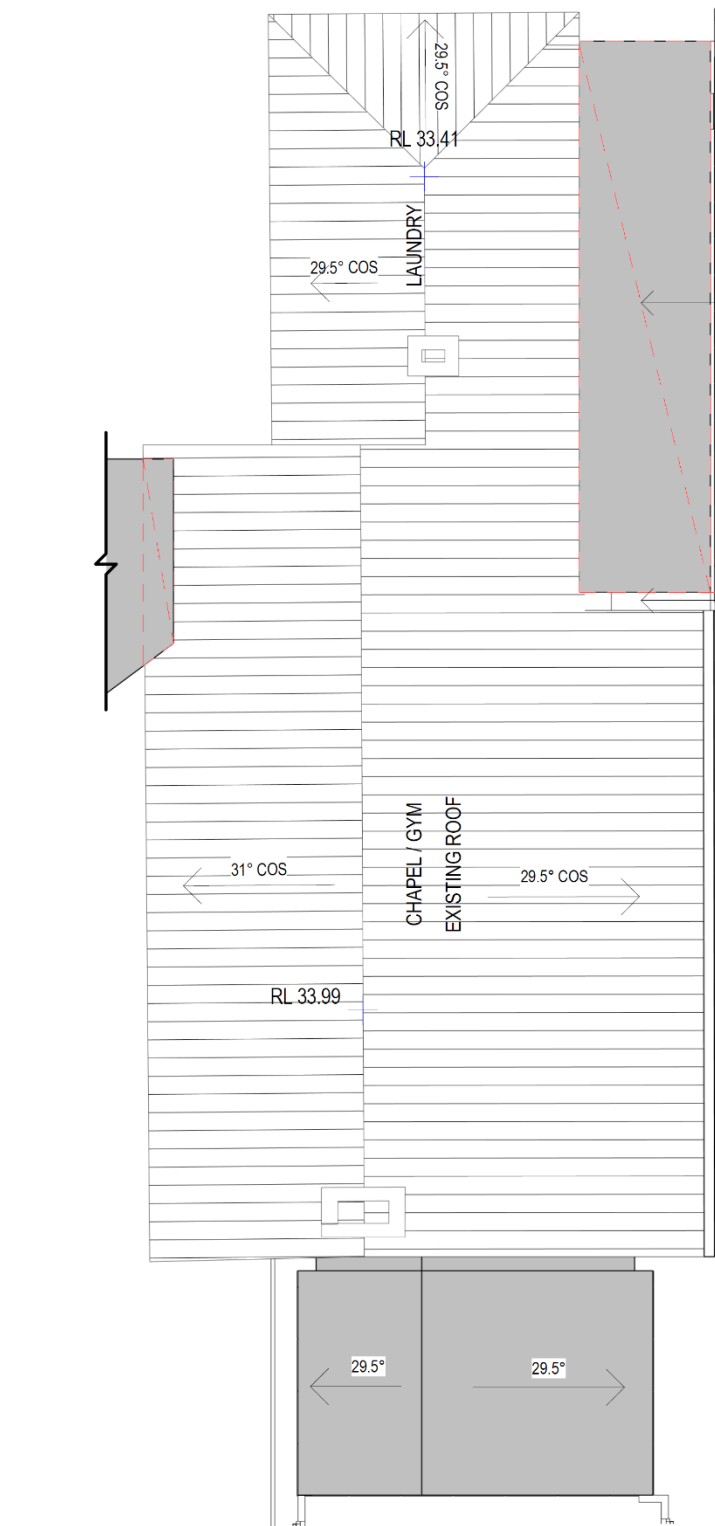 29.5° COS
RL 33.41
LAUNDRY
29.5° COS
CHAPEL / GYM
EXISTING ROOF
31° COS
29.5° COS
RL 33.99
29.5°
29.5°